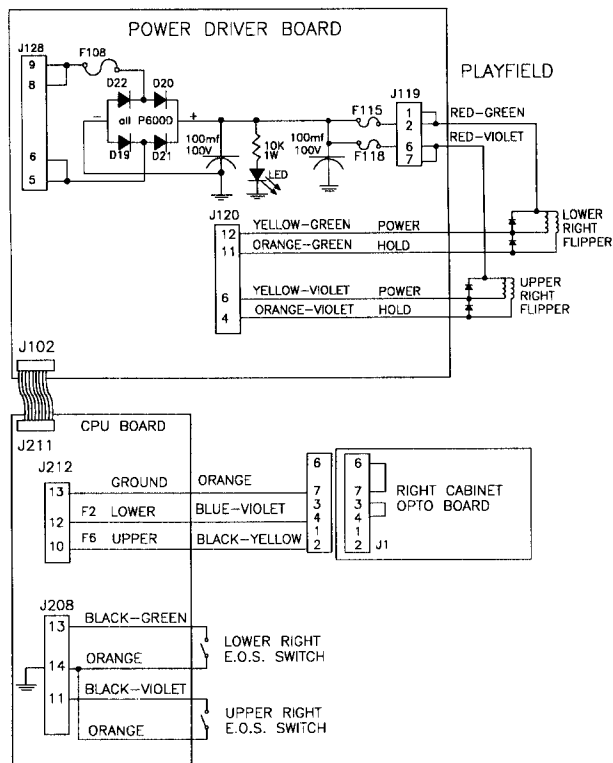 POWER DRIVER BOARD
J128
F108
9
8
6
5
D22
D20
all P6000
-
+
D19
D21
100mf
100V
10K
1W
LED
100mf
100V
F115
F118
J119
1
2
6
7
PLAYFIELD
RED-GREEN
RED-VIOLET
J120
12
11
6
4
YELLOW-GREEN POWER
ORANGE-GREEN HOLD
YELLOW-VIOLET POWER
ORANGE-VIOLET HOLD
LOWER
RIGHT
FLIPPER
UPPER
RIGHT
FLIPPER
J102
J211
CPU BOARD
J212
13
12
10
GROUND ORANGE
F2 LOWER BLUE-VIOLET
F6 UPPER BLACK-YELLOW
6
7
3
4
1
2
6
7
3
4
1
2
J1
RIGHT CABINET
OPTO BOARD
J208
13
14
11
BLACK-GREEN
ORANGE
BLACK-VIOLET
ORANGE
LOWER RIGHT
E.O.S. SWITCH
UPPER RIGHT
E.O.S. SWITCH